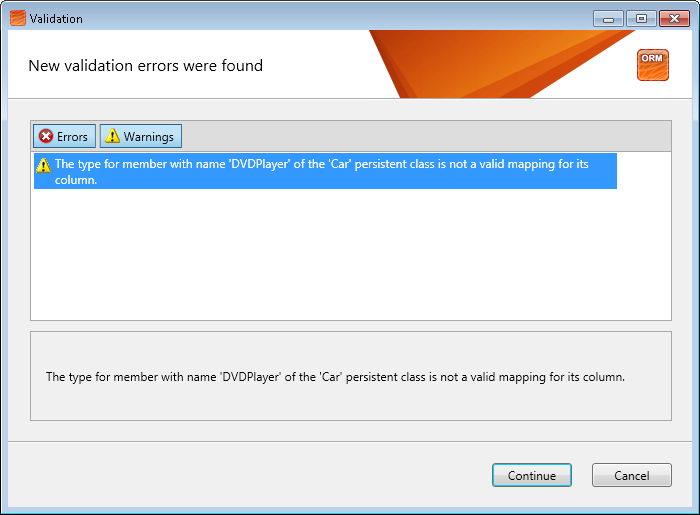 Validation
New validation errors were found
ORM
Errors
Warnings
The type for member with name 'DVDPlayer' of the 'Car' persistent class is not a valid mapping for its
column.
The type for member with name 'DVDPlayer' of the 'Car' persistent class is not a valid mapping for its column.
Continue
Cancel